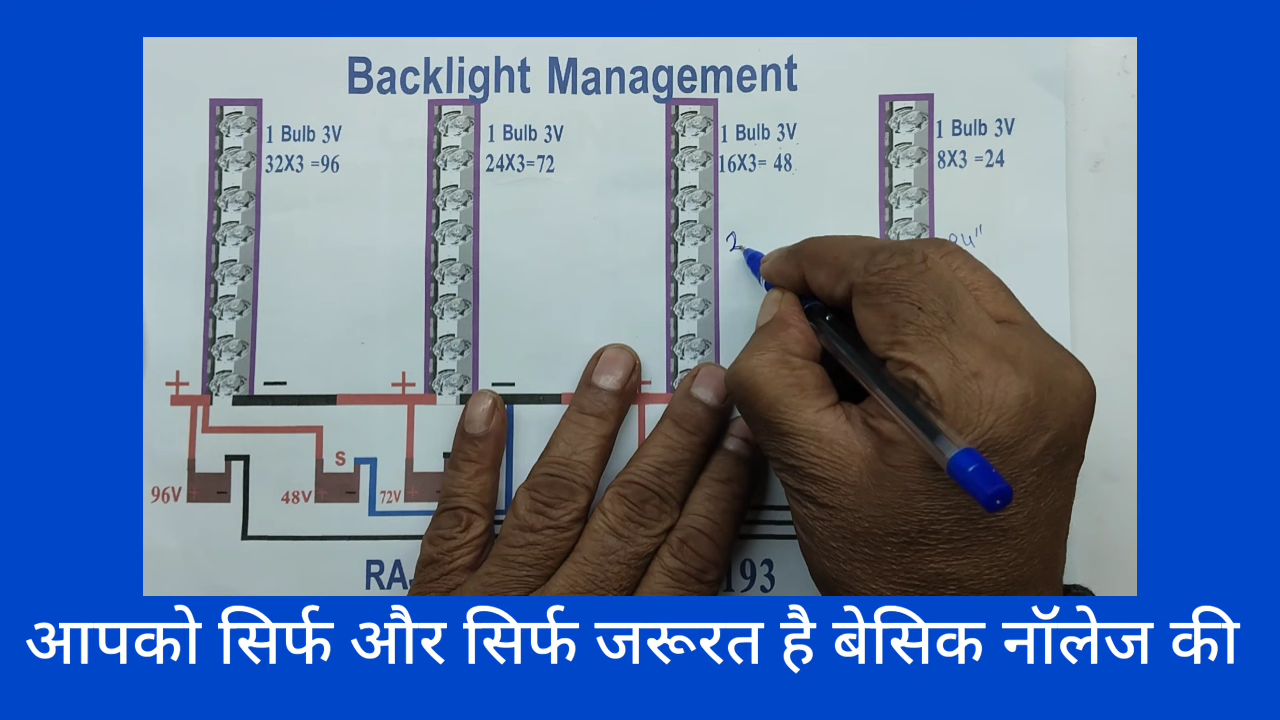 Backlight Management
1 Bulb 3V
32X3 =96
1 Bulb 3V
24X3=72
1 Bulb 3V
16X3= 48
1 Bulb 3V
8X3 =24
2
+
−
+
−
S
96V
48V
72V
RA-
193
आपको सिर्फ और सिर्फ जरूरत है बेसिक नॉलेज की